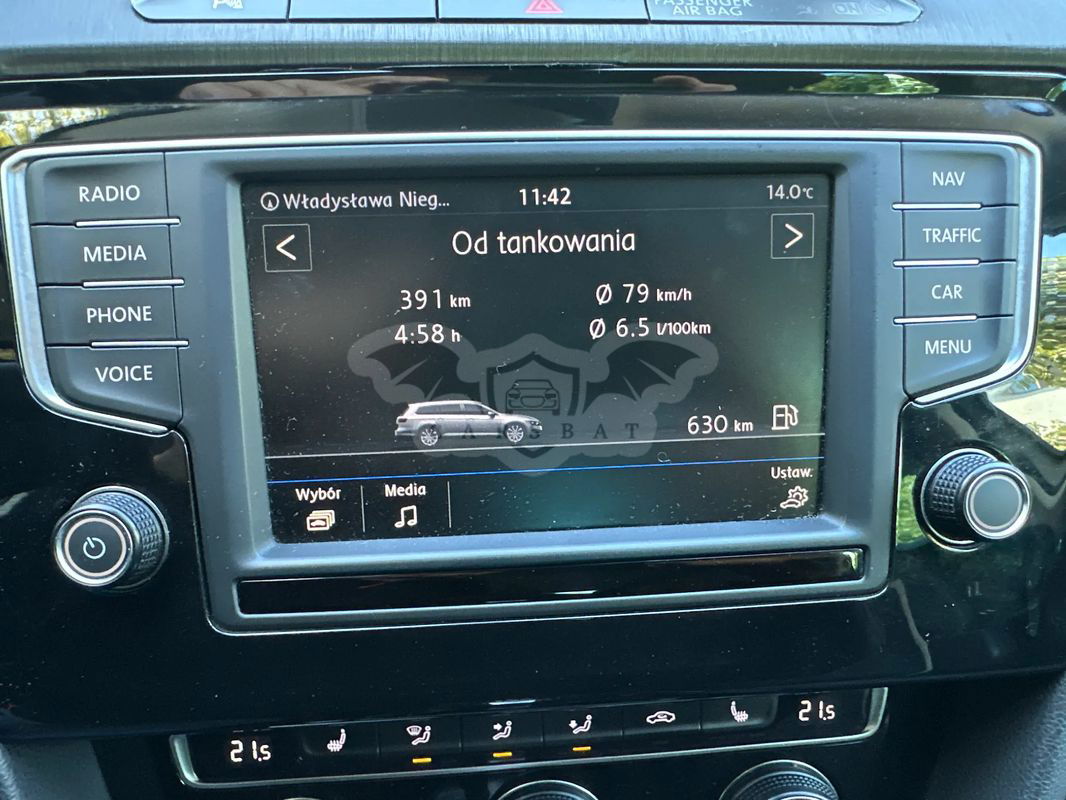 PASSENGER
AIR BAG
ON
RADIO
MEDIA
PHONE
VOICE
Władysława Nieg...
11:42
14.0°C
<
Od tankowania
>
391 km
Ø 79 km/h
4:58 h
Ø 6.5 l/100km
630 km
Wybór
Media
Ustaw.
NAV
TRAFFIC
CAR
MENU
21.5
21.5